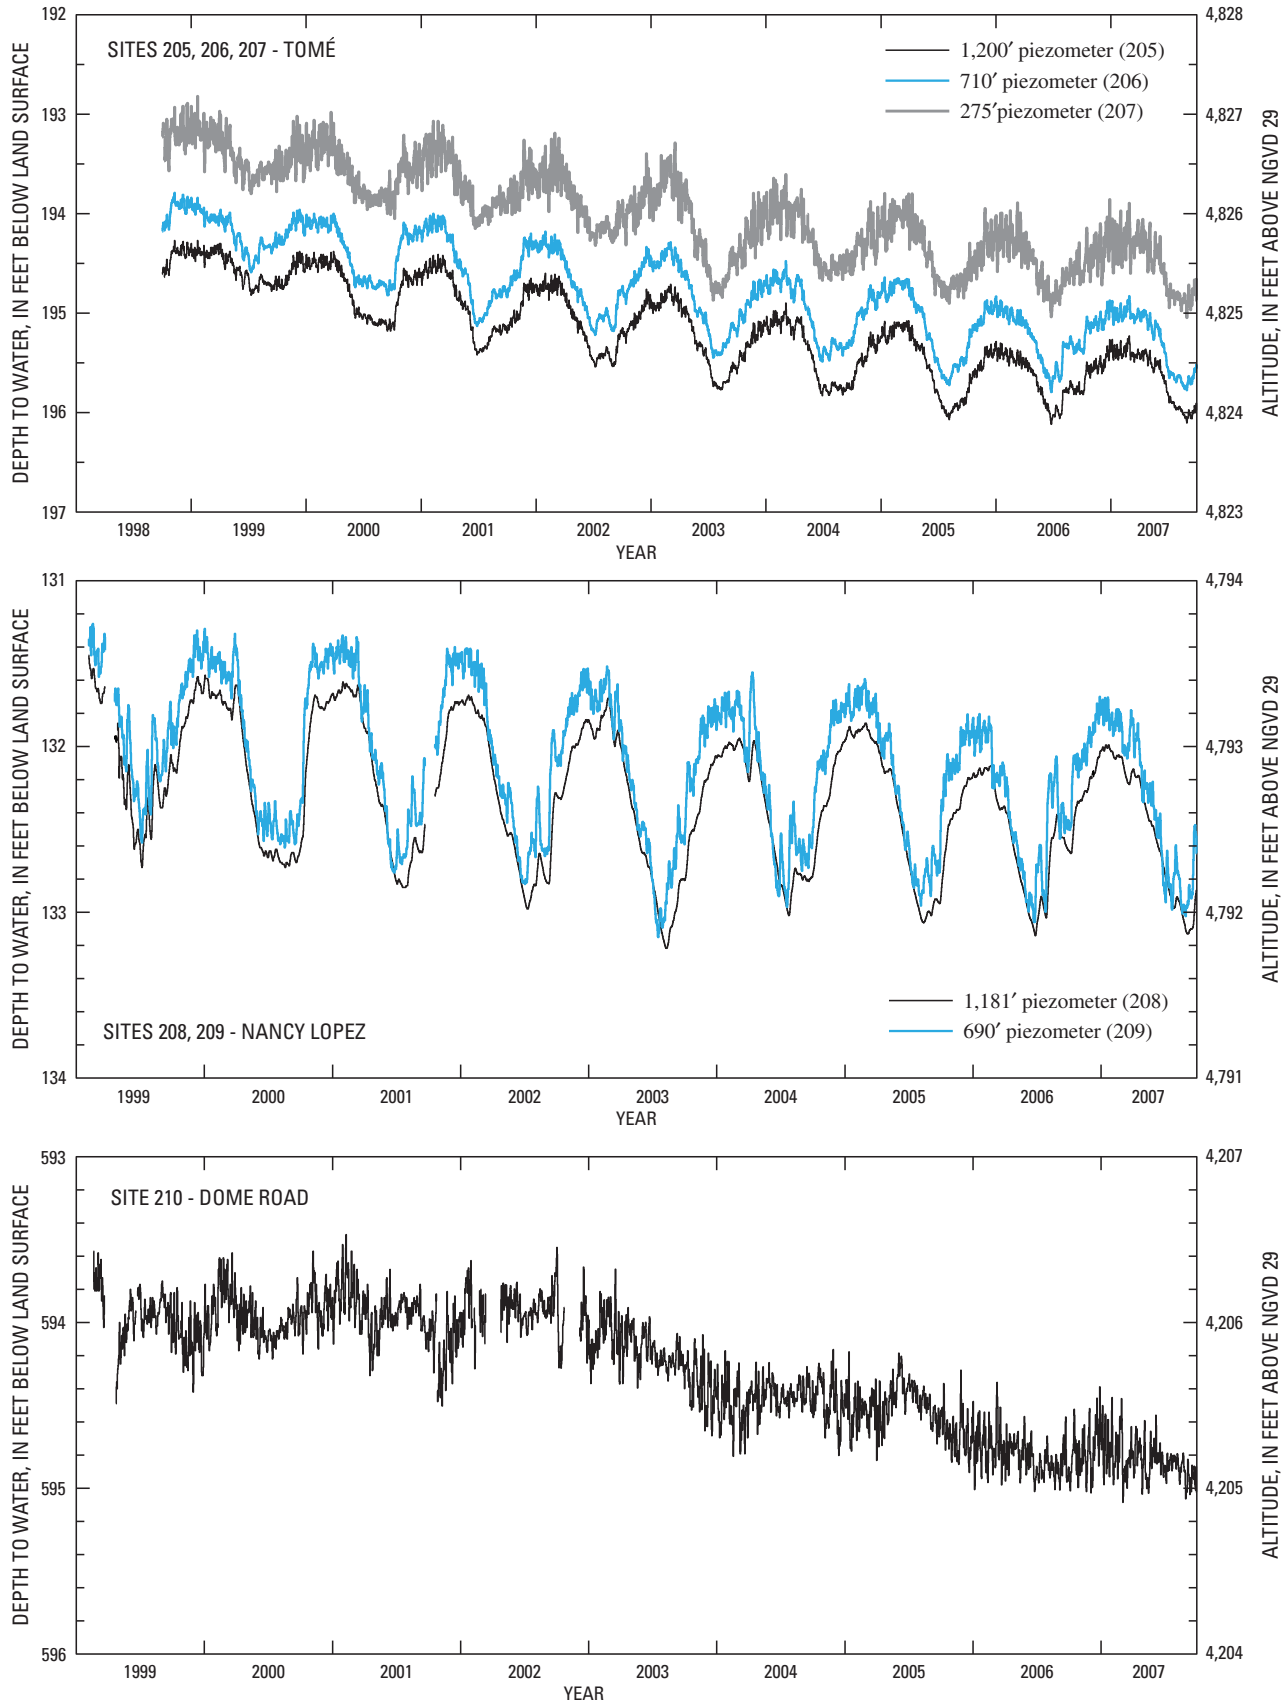 SITES 205, 206, 207 - TOMÉ
1,200′ piezometer (205)
710′ piezometer (206)
275′piezometer (207)
DEPTH TO WATER, IN FEET BELOW LAND SURFACE
192
193
194
195
196
197
4,828
4,827
4,826
4,825
4,824
4,823
ALTITUDE, IN FEET ABOVE NGVD 29
1998 1999 2000 2001 2002 2003 2004 2005 2006 2007
YEAR
DEPTH TO WATER, IN FEET BELOW LAND SURFACE
131
132
133
134
4,794
4,793
4,792
4,791
ALTITUDE, IN FEET ABOVE NGVD 29
1,181′ piezometer (208)
690′ piezometer (209)
SITES 208, 209 - NANCY LOPEZ
1999 2000 2001 2002 2003 2004 2005 2006 2007
YEAR
SITE 210 - DOME ROAD
DEPTH TO WATER, IN FEET BELOW LAND SURFACE
593
594
595
596
4,207
4,206
4,205
4,204
ALTITUDE, IN FEET ABOVE NGVD 29
1999 2000 2001 2002 2003 2004 2005 2006 2007
YEAR